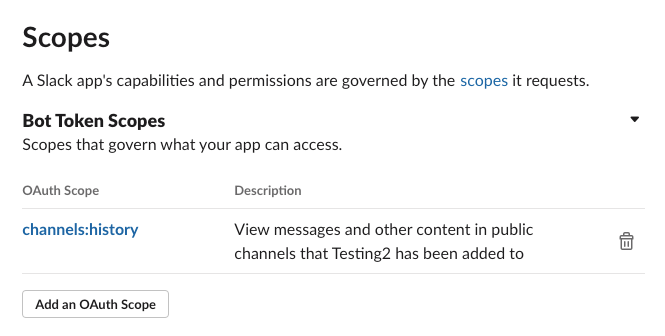 Scopes
A Slack app's capabilities and permissions are governed by the scopes it requests.
Bot Token Scopes
Scopes that govern what your app can access.
OAuth Scope Description
channels:history View messages and other content in public
channels that Testing2 has been added to
Add an OAuth Scope